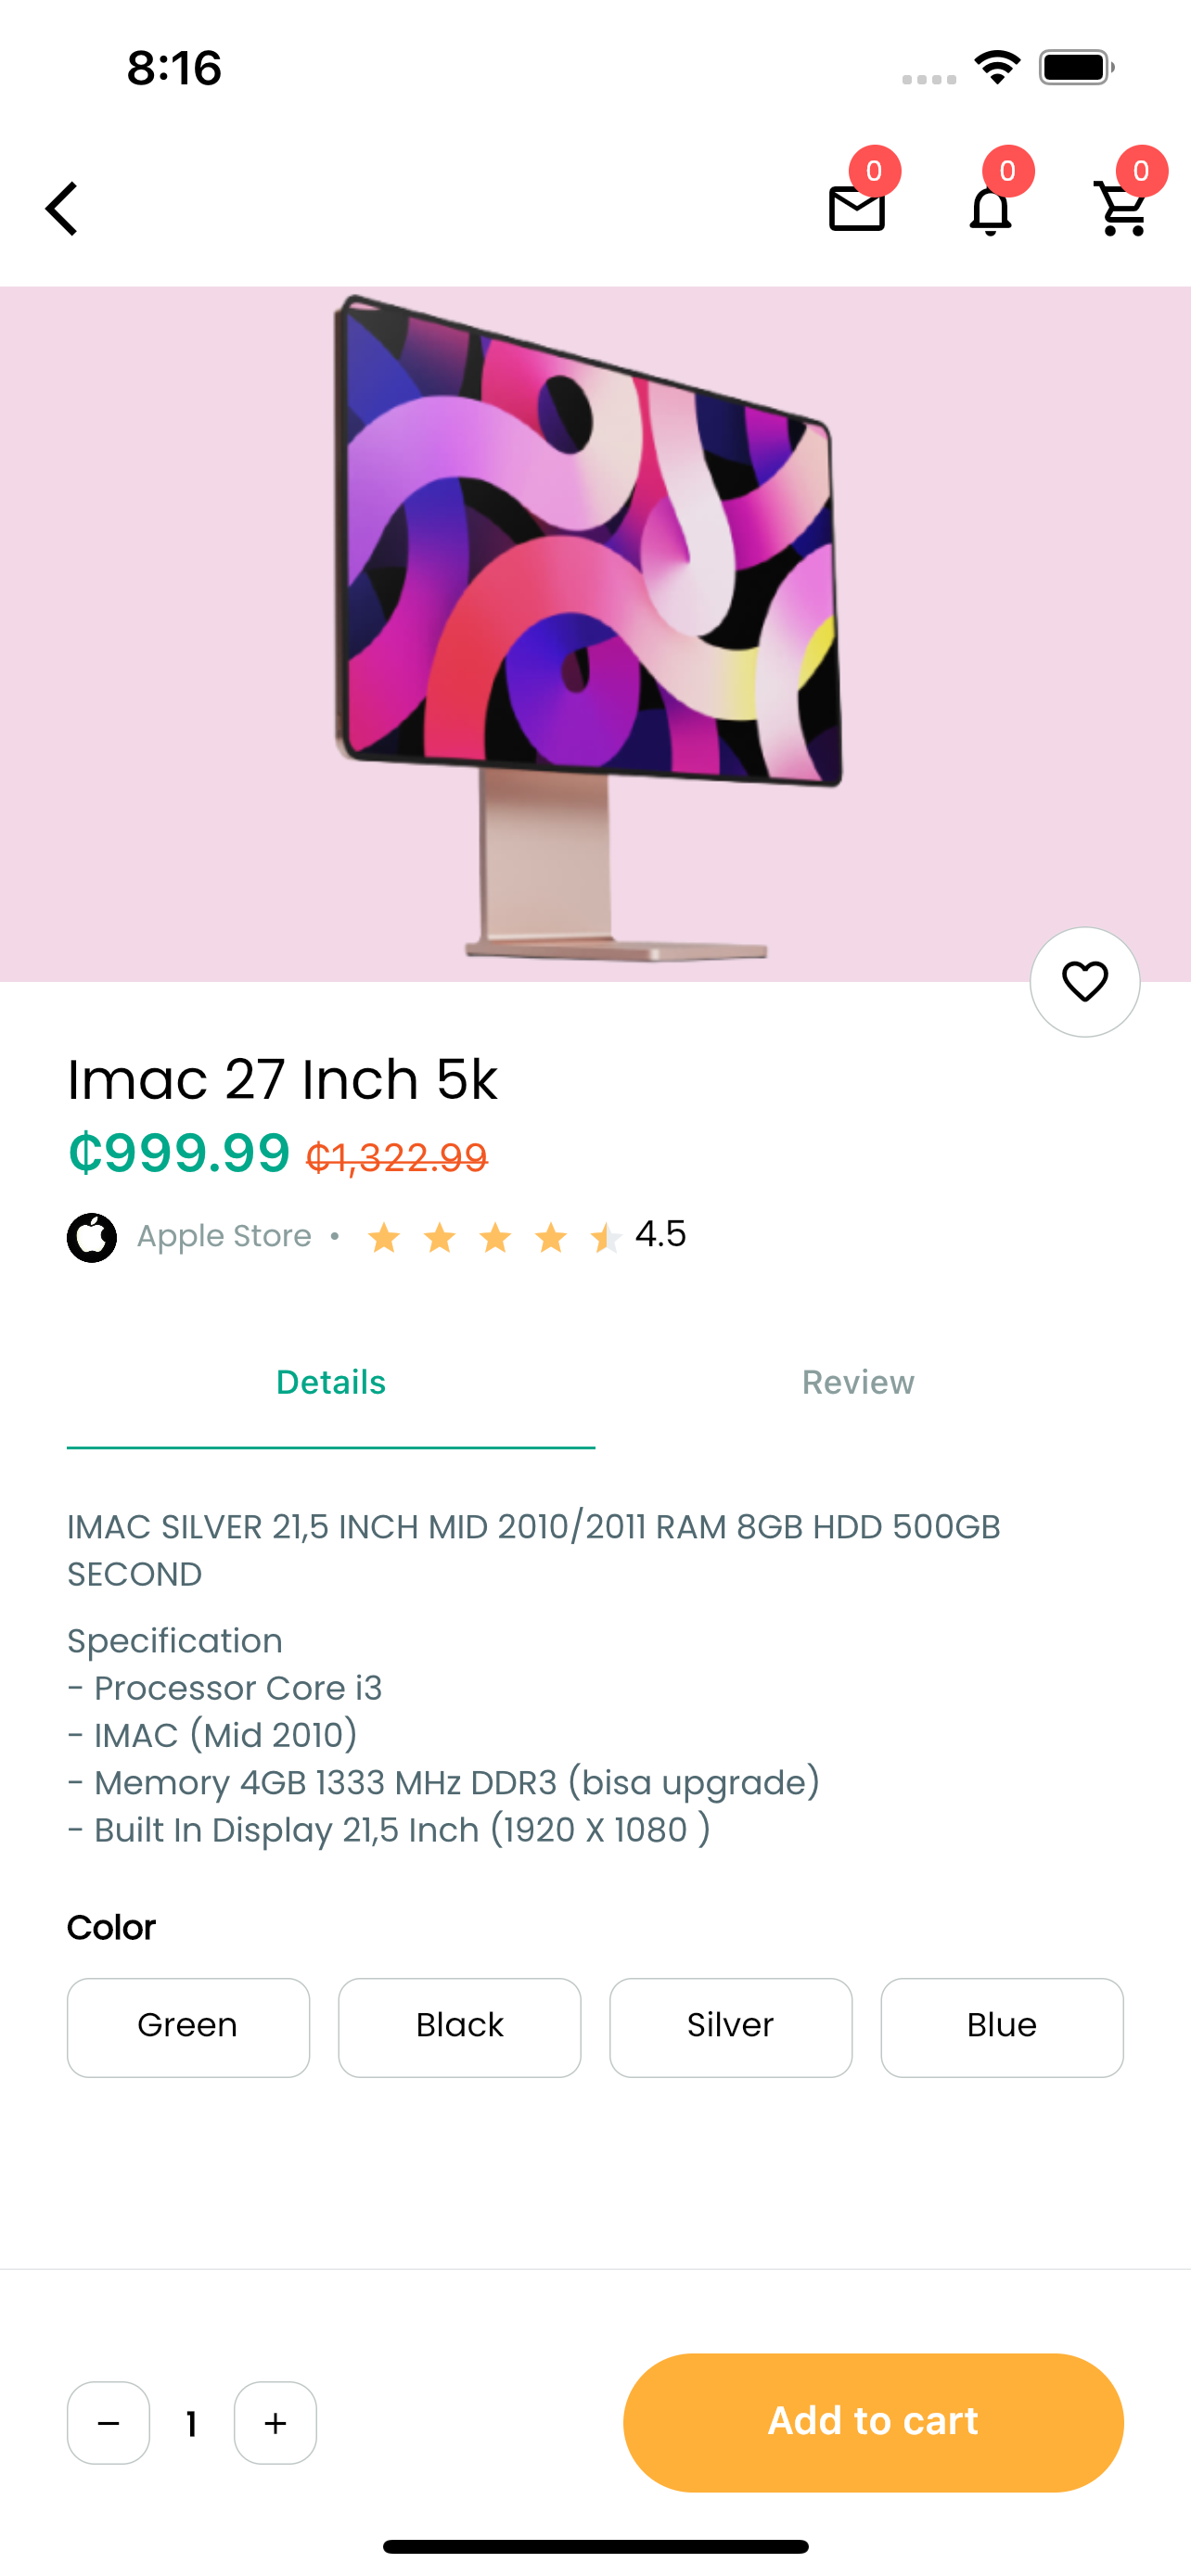 8:16
0
0
0
Imac 27 Inch 5k
₵999.99 ₵1,322.99
Apple Store • 4.5
Details
Review
IMAC SILVER 21,5 INCH MID 2010/2011 RAM 8GB HDD 500GB
SECOND
Specification
- Processor Core i3
- IMAC (Mid 2010)
- Memory 4GB 1333 MHz DDR3 (bisa upgrade)
- Built In Display 21,5 Inch (1920 X 1080 )
Color
Green
Black
Silver
Blue
− 1 +
Add to cart